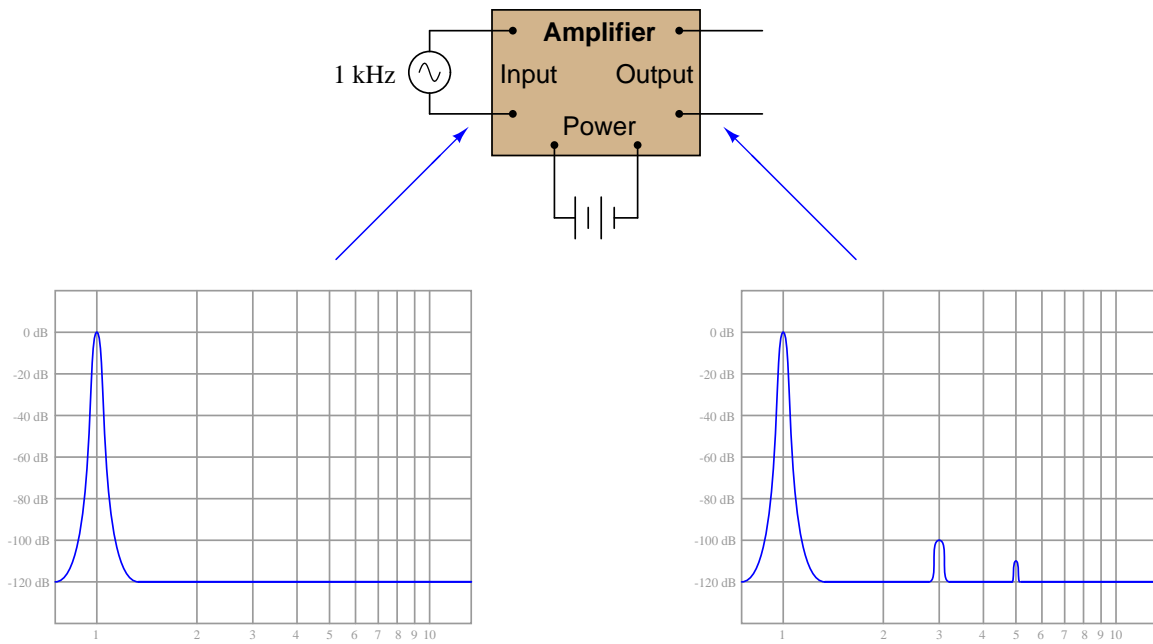 Amplifier
1 kHz
Input
Output
Power
0 dB
-20 dB
-40 dB
-60 dB
-80 dB
-100 dB
-120 dB
1 2 3 4 5 6 7 8 9 10
0 dB
-20 dB
-40 dB
-60 dB
-80 dB
-100 dB
-120 dB
1 2 3 4 5 6 7 8 9 10